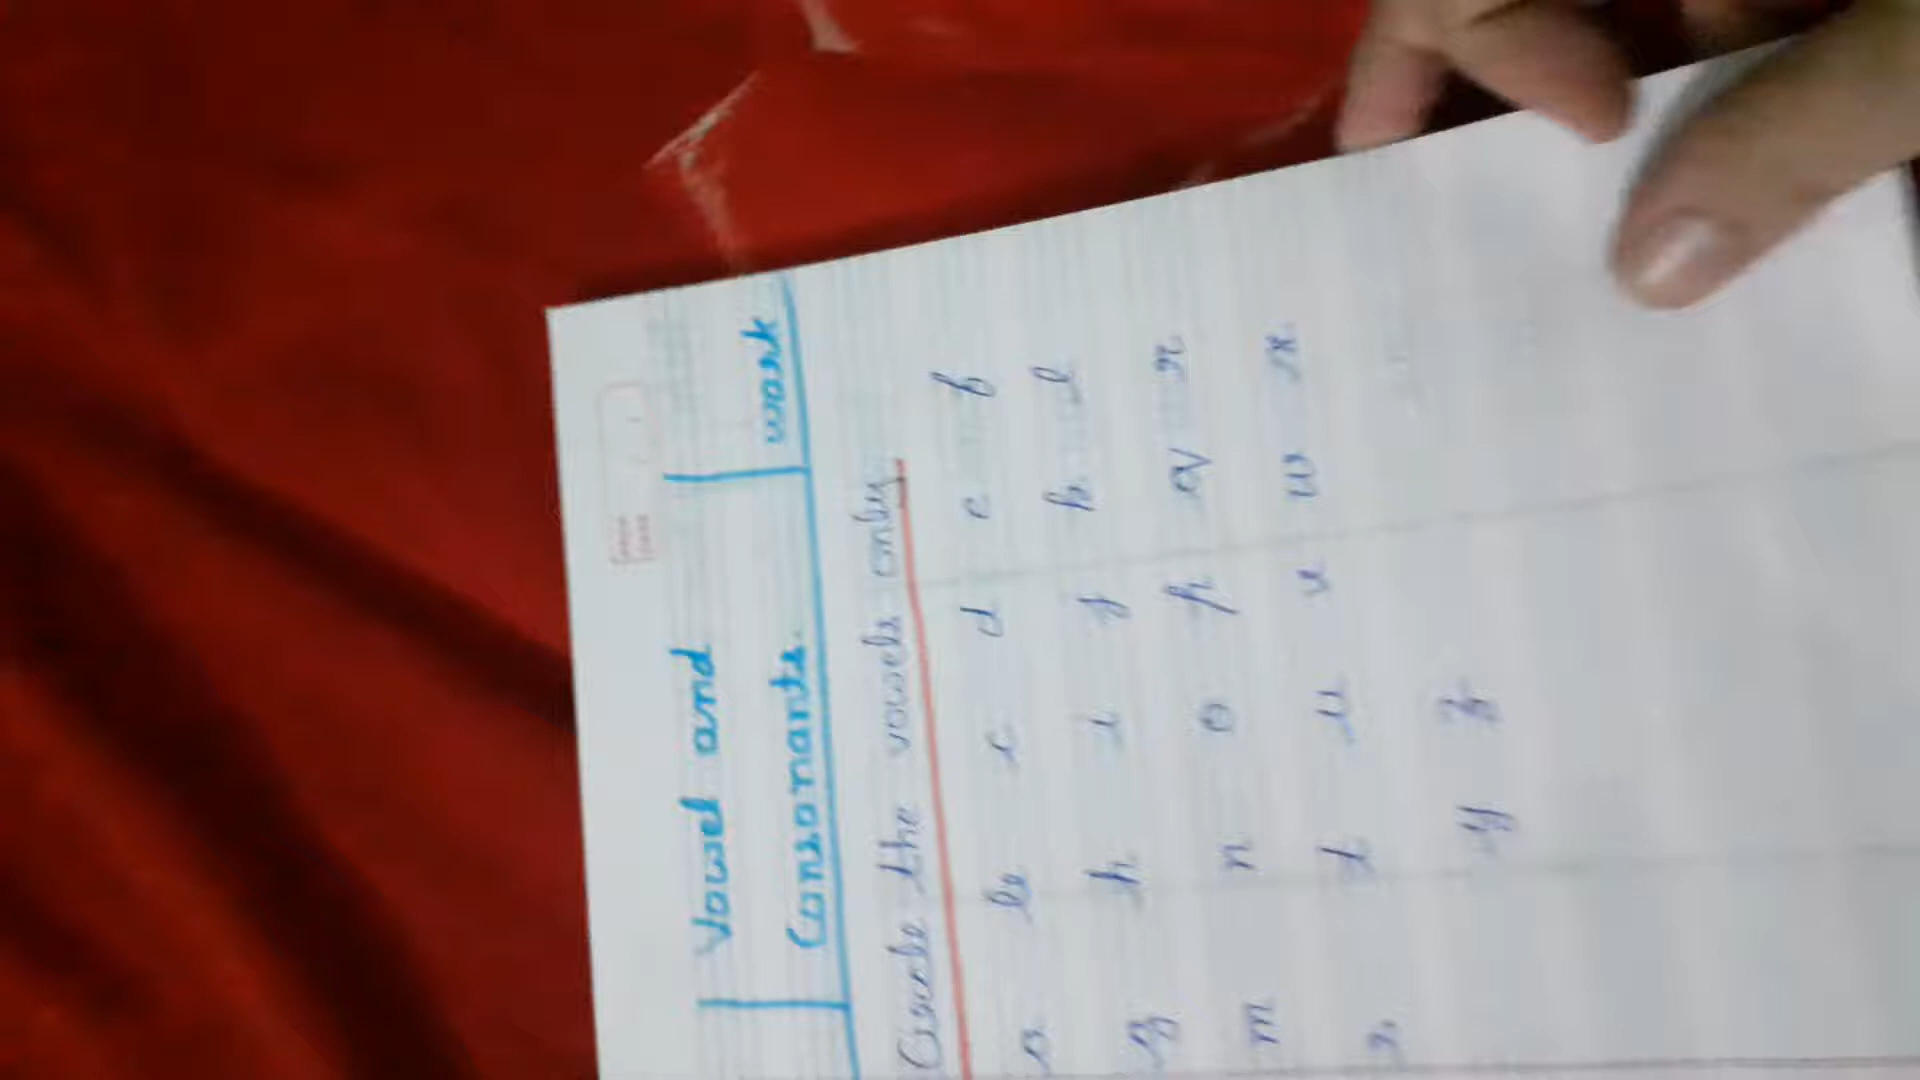 Vowel and
Consonants.
work
Circle the vowels only
a b c d e f
g h i j k l
m n o p q r
s t u v w x
y z